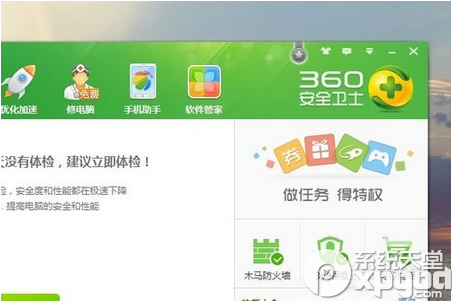 360
安全卫士
优化加速
免费
修电脑
手机助手
软件管家
天没有体检，建议立即体检！
检，安全度和性能都在极速下降
，提高电脑的安全和性能
券
做任务 得特权
木马防火墙
系统天堂
xpgod
.com